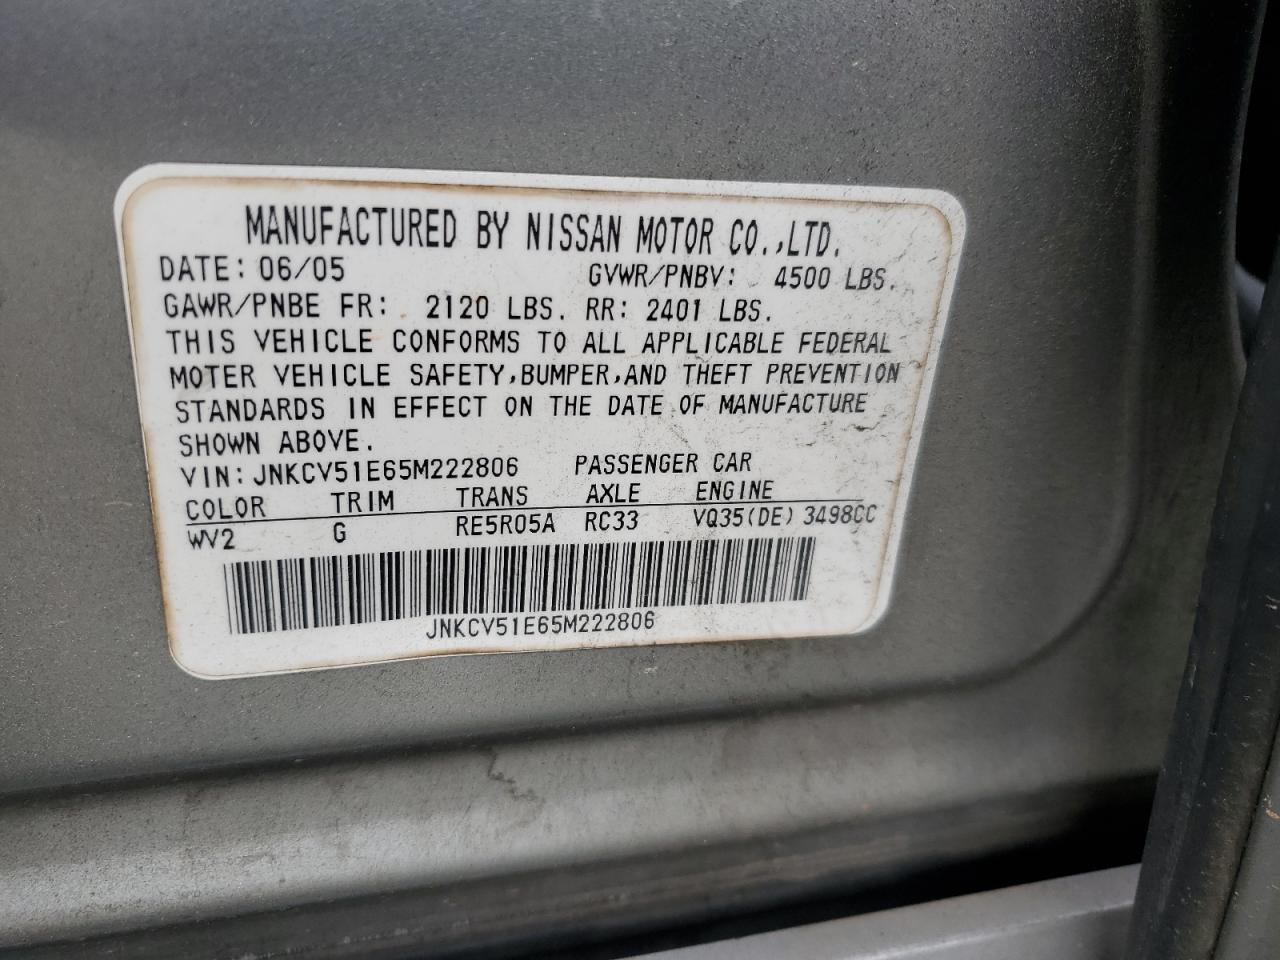 MANUFACTURED BY NISSAN MOTOR CO.,LTD.
DATE: 06/05 GVWR/PNBV: 4500 LBS.
GAWR/PNBE FR: 2120 LBS. RR: 2401 LBS.
THIS VEHICLE CONFORMS TO ALL APPLICABLE FEDERAL
MOTER VEHICLE SAFETY,BUMPER,AND THEFT PREVENTION
STANDARDS IN EFFECT ON THE DATE OF MANUFACTURE
SHOWN ABOVE.
VIN:JNKCV51E65M222806 PASSENGER CAR
COLOR TRIM TRANS AXLE ENGINE
WV2 G RE5R05A RC33 VQ35(DE) 3498CC
JNKCV51E65M222806